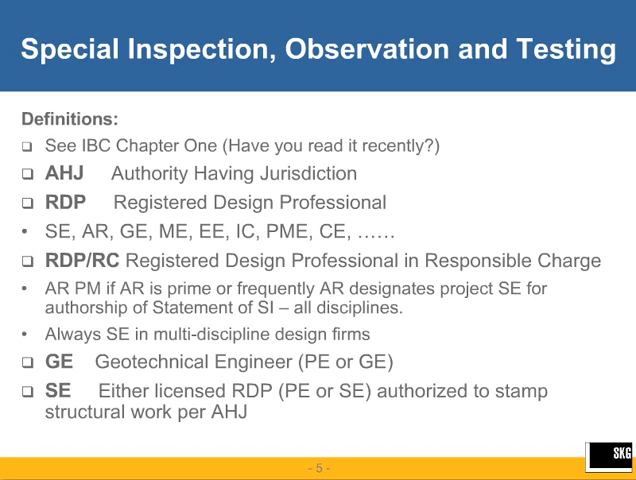 Special Inspection, Observation and Testing
Definitions:
❑ See IBC Chapter One (Have you read it recently?)
❑ AHJ Authority Having Jurisdiction
❑ RDP Registered Design Professional
• SE, AR, GE, ME, EE, IC, PME, CE, ……
❑ RDP/RC Registered Design Professional in Responsible Charge
• AR PM if AR is prime or frequently AR designates project SE for
authorship of Statement of SI – all disciplines.
• Always SE in multi-discipline design firms
❑ GE Geotechnical Engineer (PE or GE)
❑ SE Either licensed RDP (PE or SE) authorized to stamp
structural work per AHJ
SKG
- 5 -